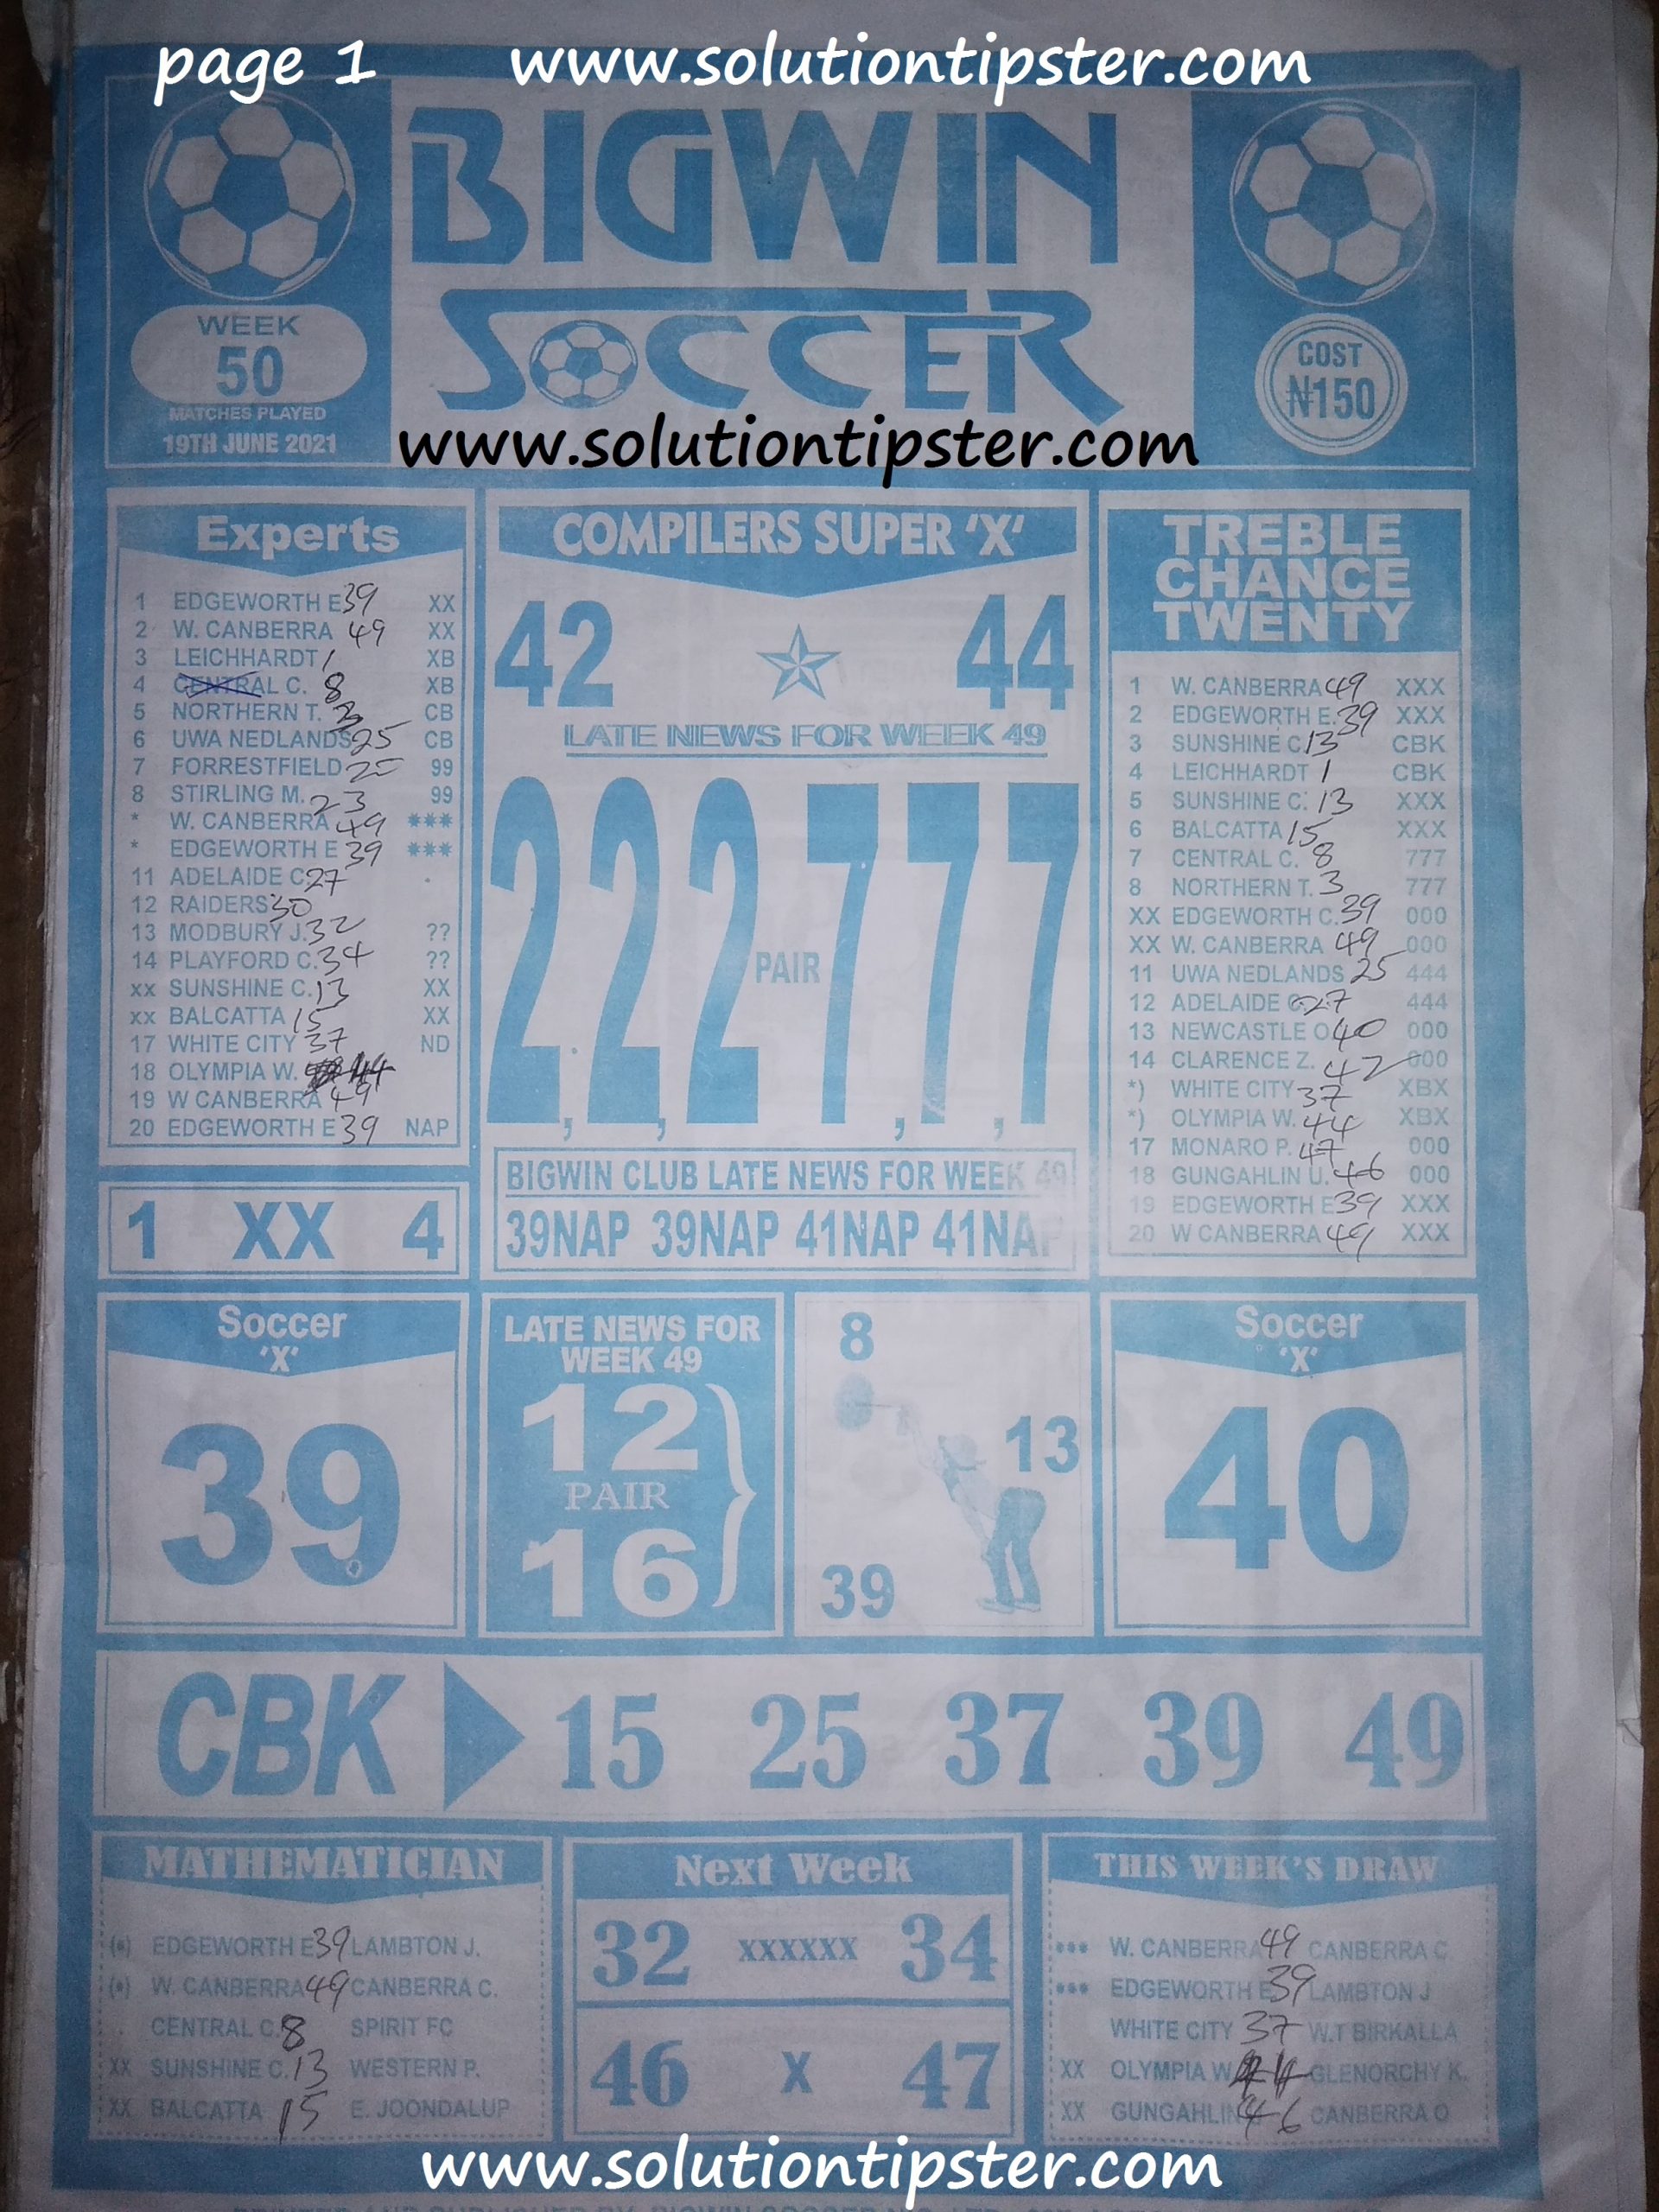 page 1 www.solutiontipster.com
BIGWIN
SOCCER
WEEK
50
MATCHES PLAYED
19TH JUNE 2021
COST
₦150
www.solutiontipster.com
Experts
1 EDGEWORTH E 39 XX
2 W. CANBERRA 49 XX
3 LEICHHARDT 1 XB
4 CENTRAL C. 8 XB
5 NORTHERN T. 3 CB
6 UWA NEDLANDS 25 CB
7 FORRESTFIELD 99
8 STIRLING M. 23 99
* W. CANBERRA 49 ***
* EDGEWORTH E 39 ***
11 ADELAIDE C 27
12 RAIDERS 30
13 MODBURY J. 32 ??
14 PLAYFORD C. 34 ??
xx SUNSHINE C. 13 XX
xx BALCATTA 15 XX
17 WHITE CITY 37 ND
18 OLYMPIA W. 44
19 W CANBERRA 49
20 EDGEWORTH E 39 NAP
1 XX 4
COMPILERS SUPER 'X'
42 44
LATE NEWS FOR WEEK 49
2,2,2 PAIR 7,7,7
BIGWIN CLUB LATE NEWS FOR WEEK 49
39NAP 39NAP 41NAP 41NAP
TREBLE
CHANCE
TWENTY
1 W. CANBERRA 49 XXX
2 EDGEWORTH E. 39 XXX
3 SUNSHINE C 13 CBK
4 LEICHHARDT 1 CBK
5 SUNSHINE C. 13 XXX
6 BALCATTA 15 XXX
7 CENTRAL C. 8 777
8 NORTHERN T. 3 777
XX EDGEWORTH C. 39 000
XX W. CANBERRA 49 000
11 UWA NEDLANDS 25 444
12 ADELAIDE C. 27 444
13 NEWCASTLE O 40 000
14 CLARENCE Z. 42 000
*) WHITE CITY 37 XBX
*) OLYMPIA W. 44 XBX
17 MONARO P. 47 000
18 GUNGAHLIN U. 46 000
19 EDGEWORTH E 39 XXX
20 W CANBERRA 49 XXX
Soccer
'X'
39
LATE NEWS FOR
WEEK 49
12
PAIR
16
8
13
39
Soccer
'X'
40
CBK 15 25 37 39 49
MATHEMATICIAN
(*) EDGEWORTH E 39 LAMBTON J.
(*) W. CANBERRA 49 CANBERRA C.
CENTRAL C. 8 SPIRIT FC
XX SUNSHINE C. 13 WESTERN P.
XX BALCATTA 15 E. JOONDALUP
Next Week
32 XXXXXX 34
46 X 47
THIS WEEK'S DRAW
*** W. CANBERRA 49 CANBERRA C.
*** EDGEWORTH E 39 LAMBTON J
WHITE CITY 37 W.T BIRKALLA
XX OLYMPIA W 44 GLENORCHY K.
XX GUNGAHLIN 46 CANBERRA O
www.solutiontipster.com